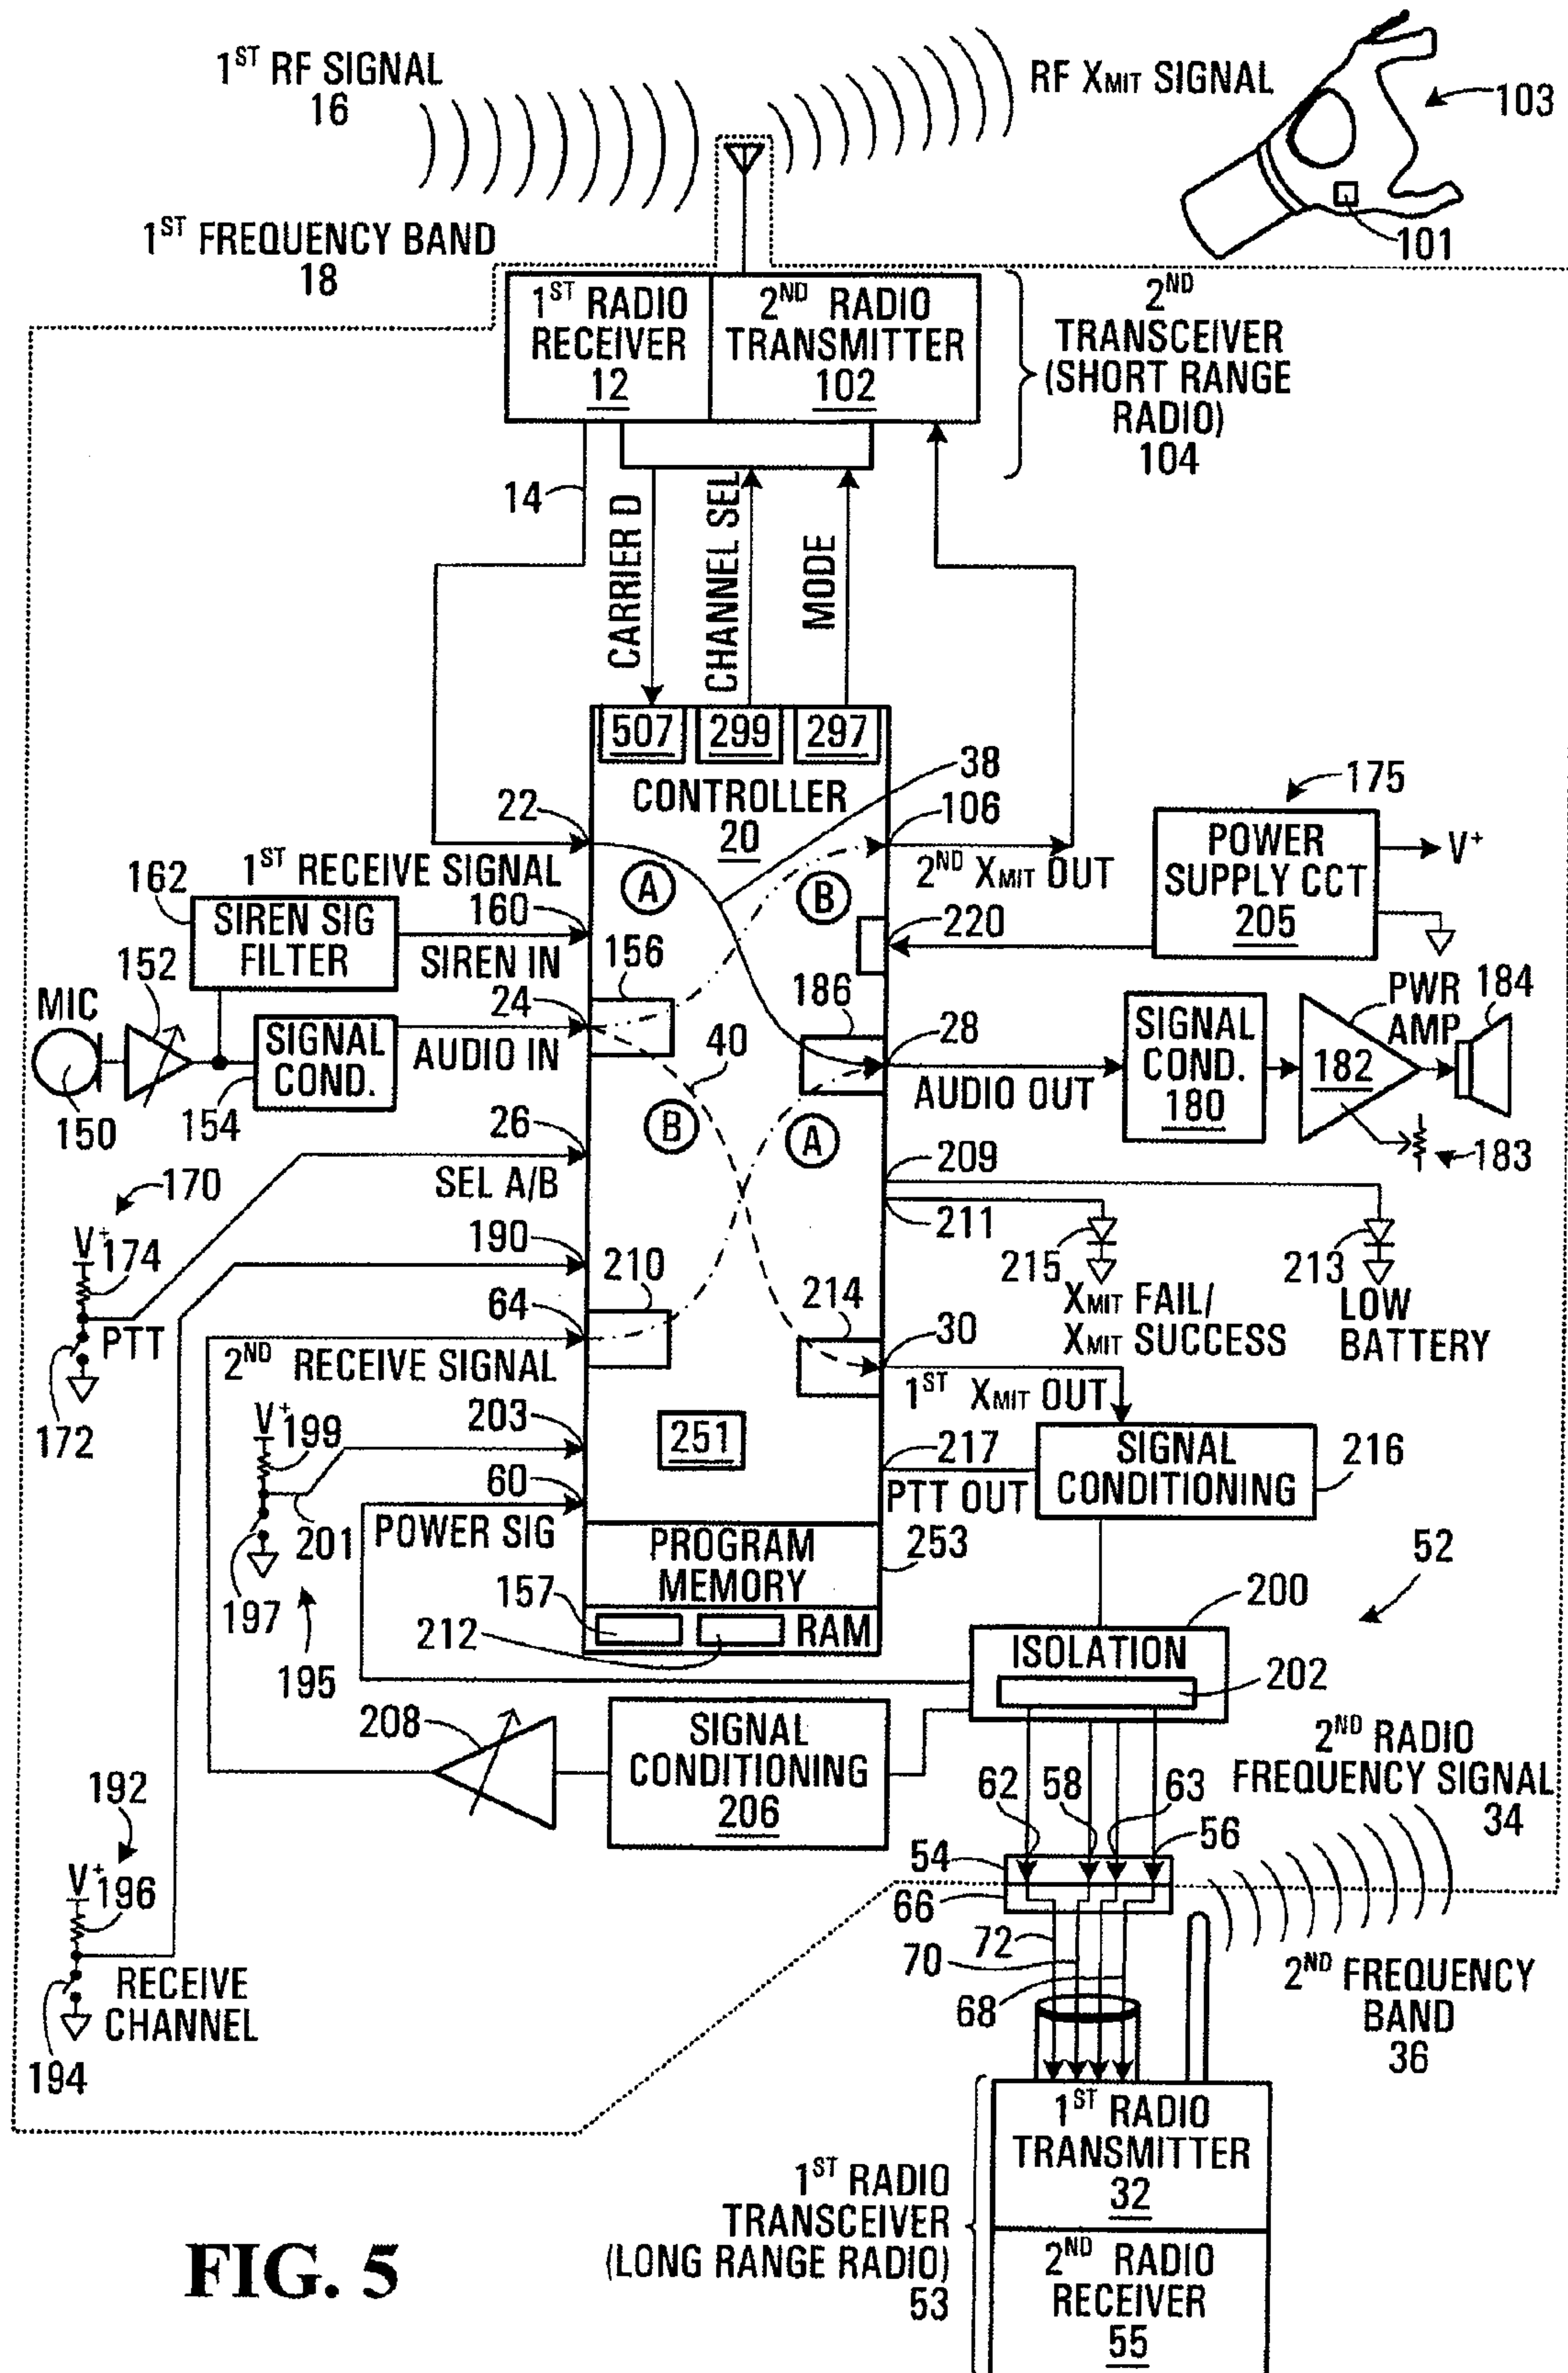 1ST RF SIGNAL
16
RF XMIT SIGNAL
103
101
1ST FREQUENCY BAND
18
1ST RADIO
RECEIVER
12
2ND RADIO
TRANSMITTER
102
2ND
TRANSCEIVER
(SHORT RANGE
RADIO)
104
14
CARRIER D
CHANNEL SEL
MODE
507
299
297
CONTROLLER
20
38
22
106
1ST RECEIVE SIGNAL
2ND XMIT OUT
A
B
175
POWER
SUPPLY CCT
205
V+
162
SIREN SIG
FILTER
160
SIREN IN
220
152
MIC
150
SIGNAL
COND.
154
24
AUDIO IN
156
186
28
AUDIO OUT
SIGNAL
COND.
180
PWR
AMP
182
184
183
40
B
A
26
SEL A/B
209
211
215
XMIT FAIL/
XMIT SUCCESS
213
LOW
BATTERY
170
V+
174
PTT
172
190
210
64
2ND RECEIVE SIGNAL
214
30
1ST XMIT OUT
V+
199
203
201
197
195
60
POWER SIG
251
217
PTT OUT
SIGNAL
CONDITIONING
216
PROGRAM
MEMORY
253
157
212
RAM
52
200
ISOLATION
202
208
SIGNAL
CONDITIONING
206
2ND RADIO
FREQUENCY SIGNAL
34
62
58
63
56
54
66
192
V+
196
RECEIVE
CHANNEL
194
72
70
68
2ND FREQUENCY
BAND
36
1ST RADIO
TRANSMITTER
32
1ST RADIO
TRANSCEIVER
(LONG RANGE RADIO)
53
2ND RADIO
RECEIVER
55
FIG. 5